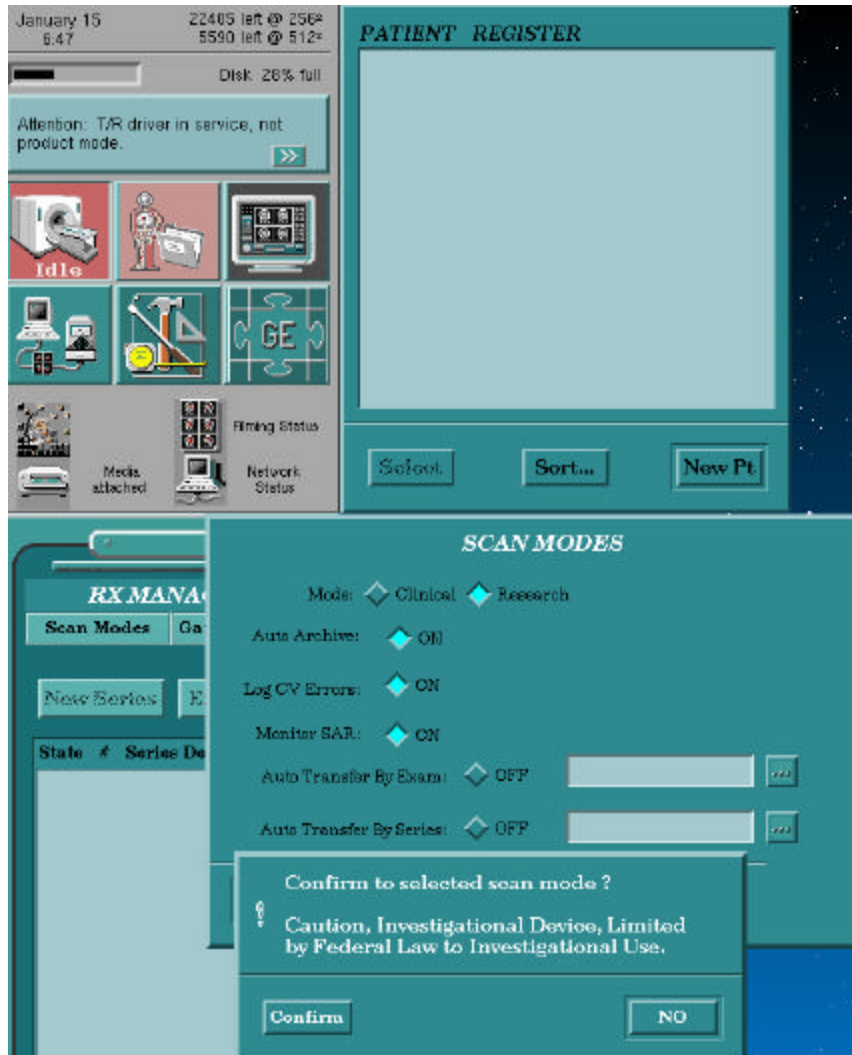 January 15
6:47
22405 left @ 256²
5590 left @ 512²
Disk 28% full
Attention: T/R driver in service, not
product mode.
>>
Idle
GE
Filming Status
Media
attached
Network
Status
PATIENT REGISTER
Select
Sort...
New Pt
RX MANA
Scan Modes
Ga
New Series
E
State # Series De
SCAN MODES
Mode: Clinical Research
Auto Archive: ON
Log CV Errors: ON
Monitor SAR: ON
Auto Transfer By Exam: OFF
...
Auto Transfer By Series: OFF
...
Confirm to selected scan mode ?
Caution, Investigational Device, Limited
by Federal Law to Investigational Use.
Confirm
NO